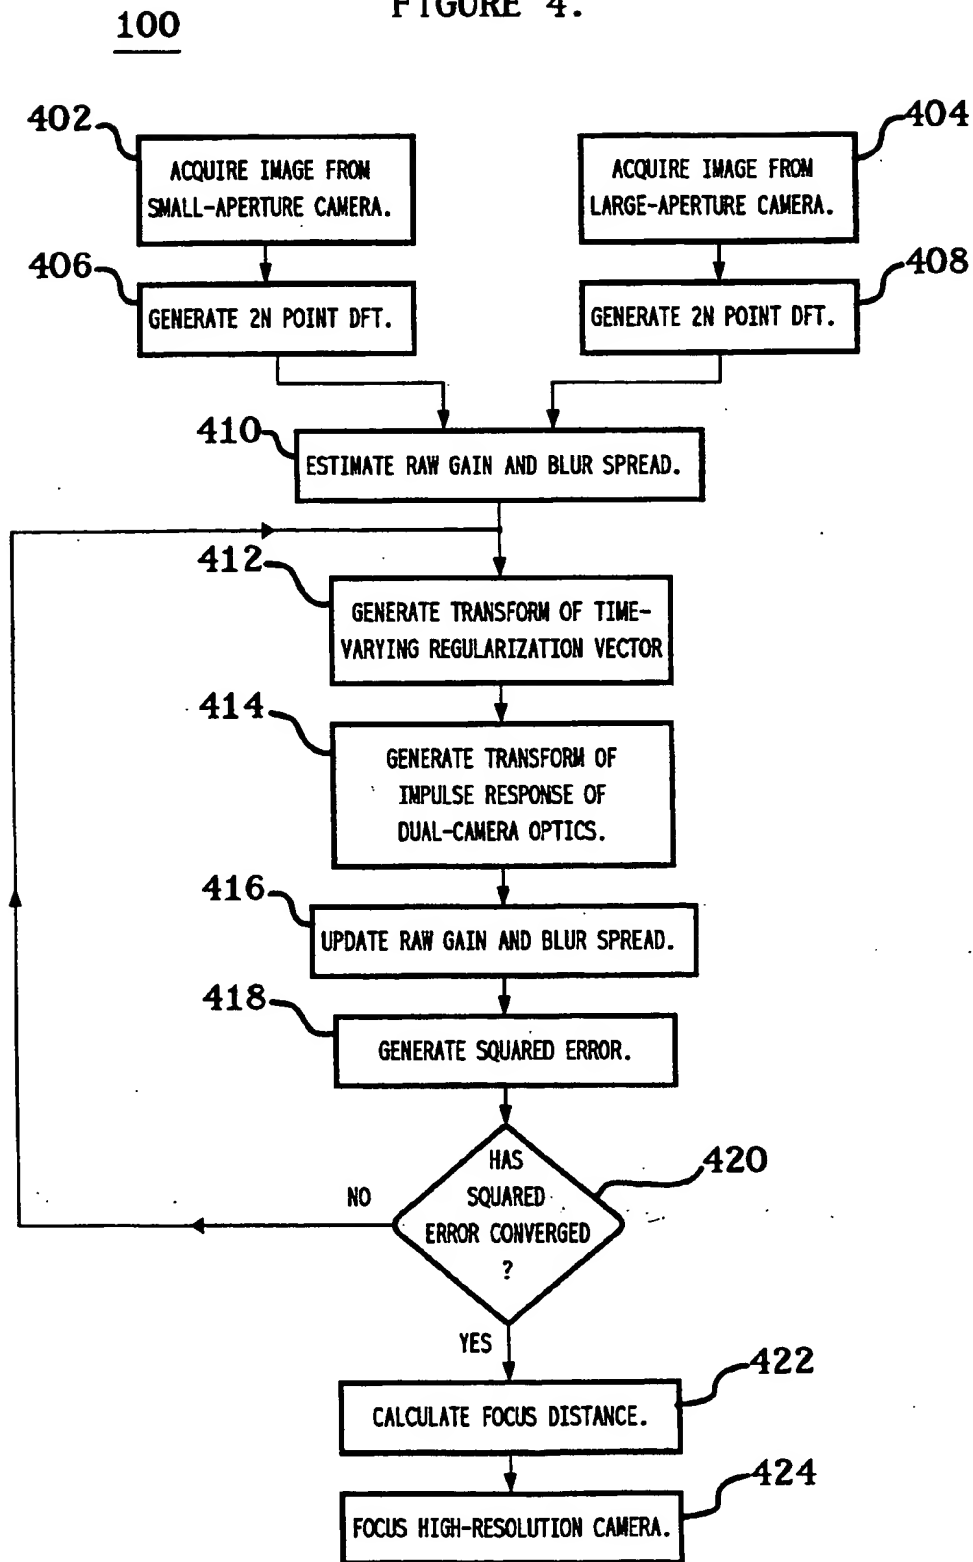 FIGURE 4.
100
402
404
ACQUIRE IMAGE FROM
SMALL-APERTURE CAMERA.
ACQUIRE IMAGE FROM
LARGE-APERTURE CAMERA.
406
408
GENERATE 2N POINT DFT.
GENERATE 2N POINT DFT.
410
ESTIMATE RAW GAIN AND BLUR SPREAD.
412
GENERATE TRANSFORM OF TIME-
VARYING REGULARIZATION VECTOR
414
GENERATE TRANSFORM OF
IMPULSE RESPONSE OF
DUAL-CAMERA OPTICS.
416
UPDATE RAW GAIN AND BLUR SPREAD.
418
GENERATE SQUARED ERROR.
420
HAS
SQUARED
ERROR CONVERGED
?
NO
YES
422
CALCULATE FOCUS DISTANCE.
424
FOCUS HIGH-RESOLUTION CAMERA.